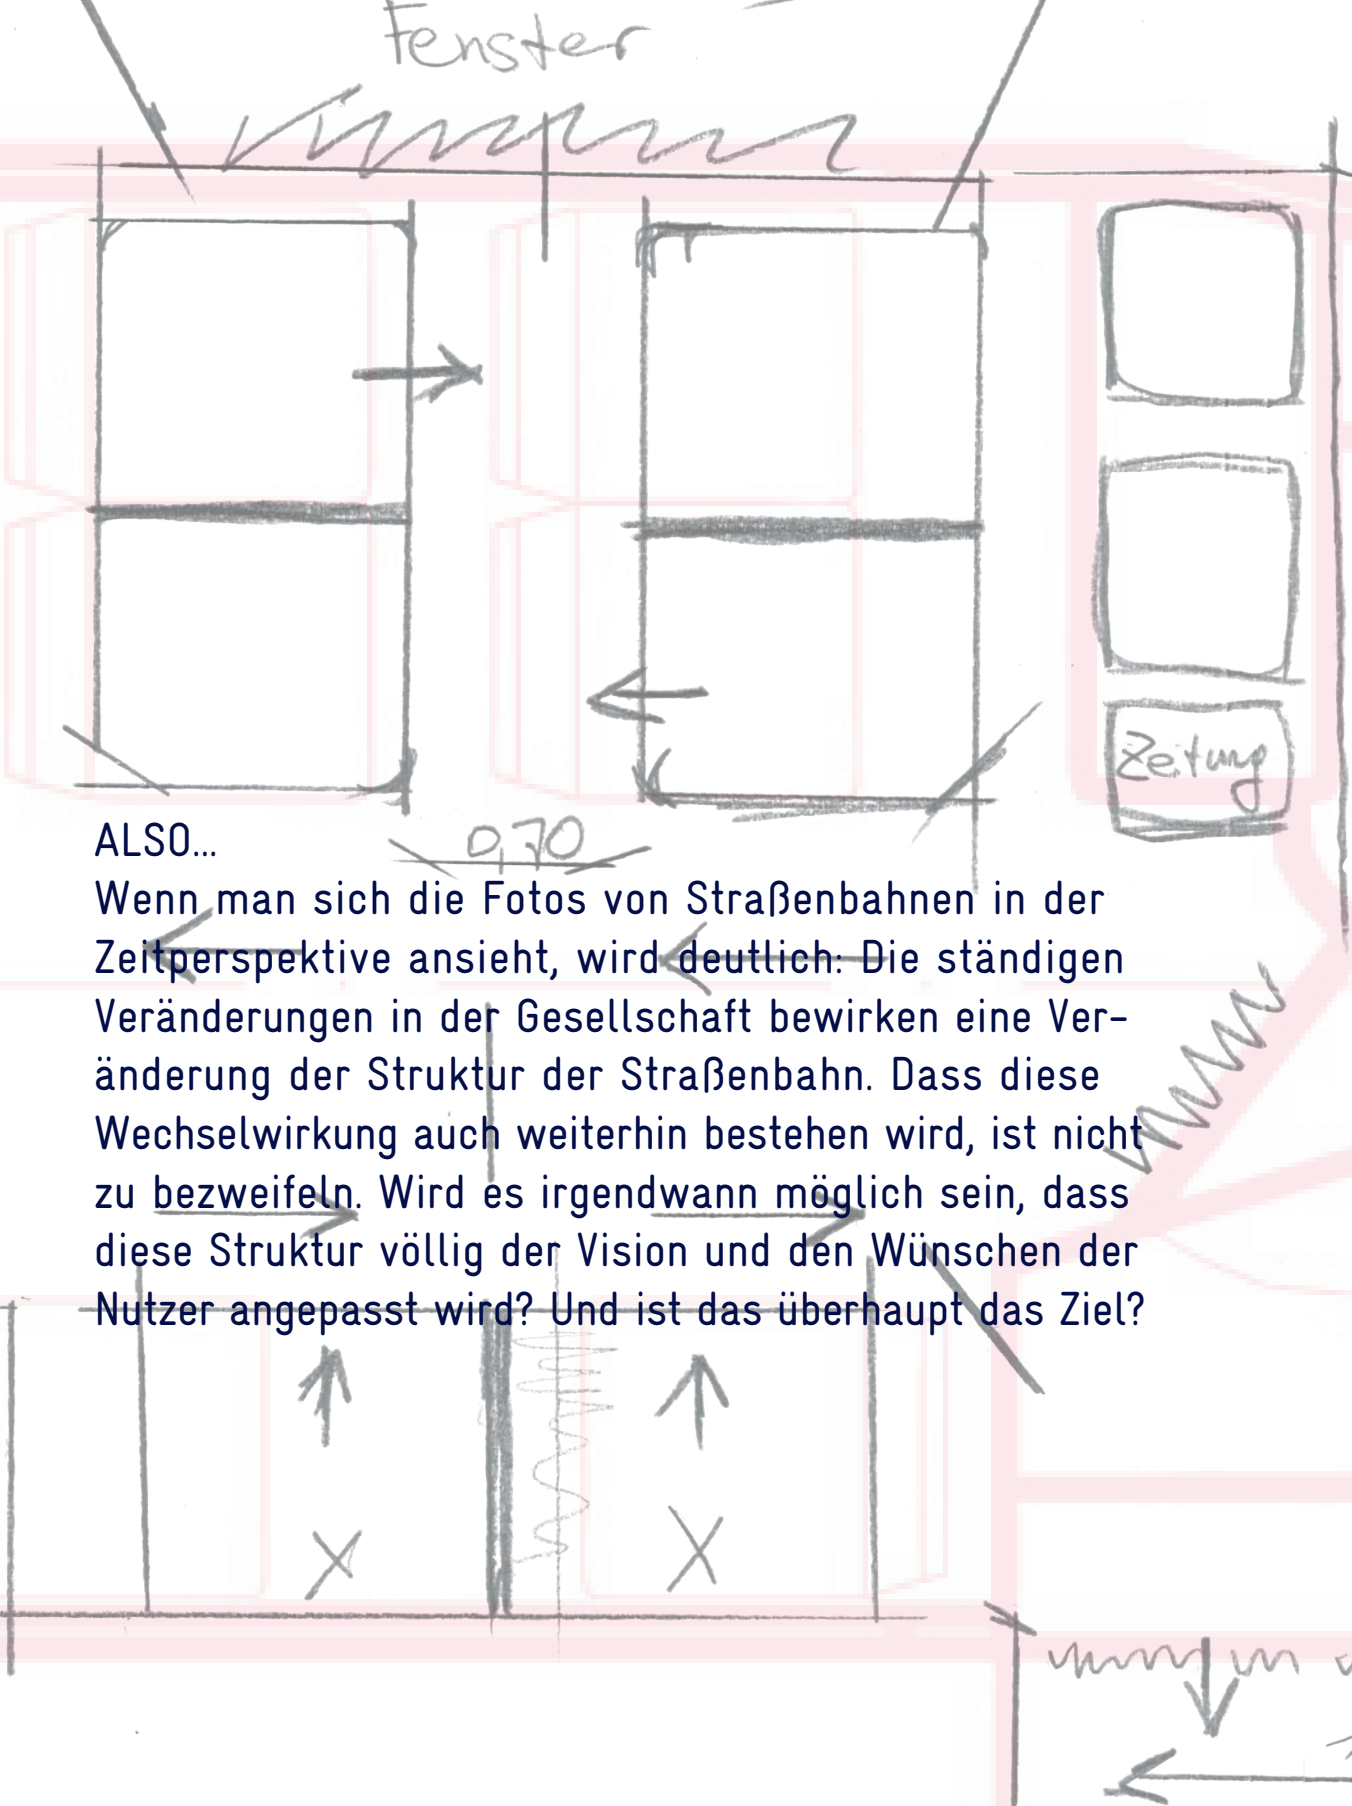 Fenster
Zeitung
0,70
ALSO...
Wenn man sich die Fotos von Straßenbahnen in der
Zeitperspektive ansieht, wird deutlich: Die ständigen
Veränderungen in der Gesellschaft bewirken eine Ver-
änderung der Struktur der Straßenbahn. Dass diese
Wechselwirkung auch weiterhin bestehen wird, ist nicht
zu bezweifeln. Wird es irgendwann möglich sein, dass
diese Struktur völlig der Vision und den Wünschen der
Nutzer angepasst wird? Und ist das überhaupt das Ziel?